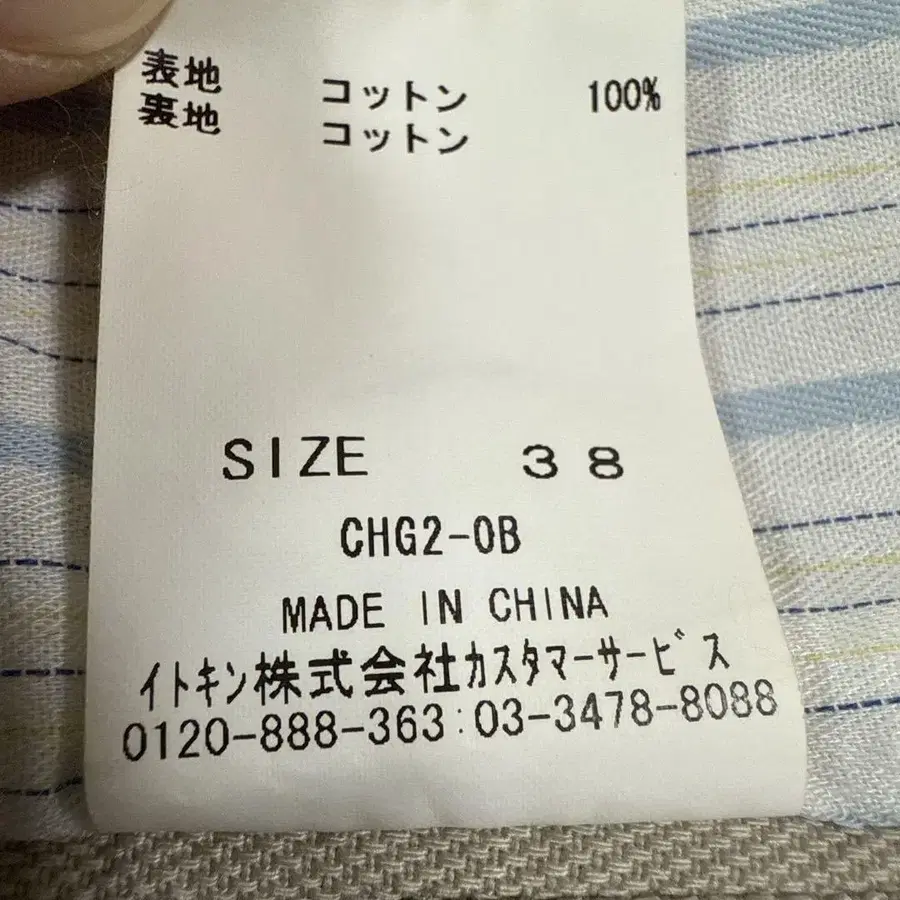 表地 コットン 100%
裏地 コットン
SIZE 38
CHG2-0B
MADE IN CHINA
ｲﾄｷﾝ株式会社ｶｽﾀﾏｰｻｰﾋﾞｽ
0120-888-363:03-3478-8088